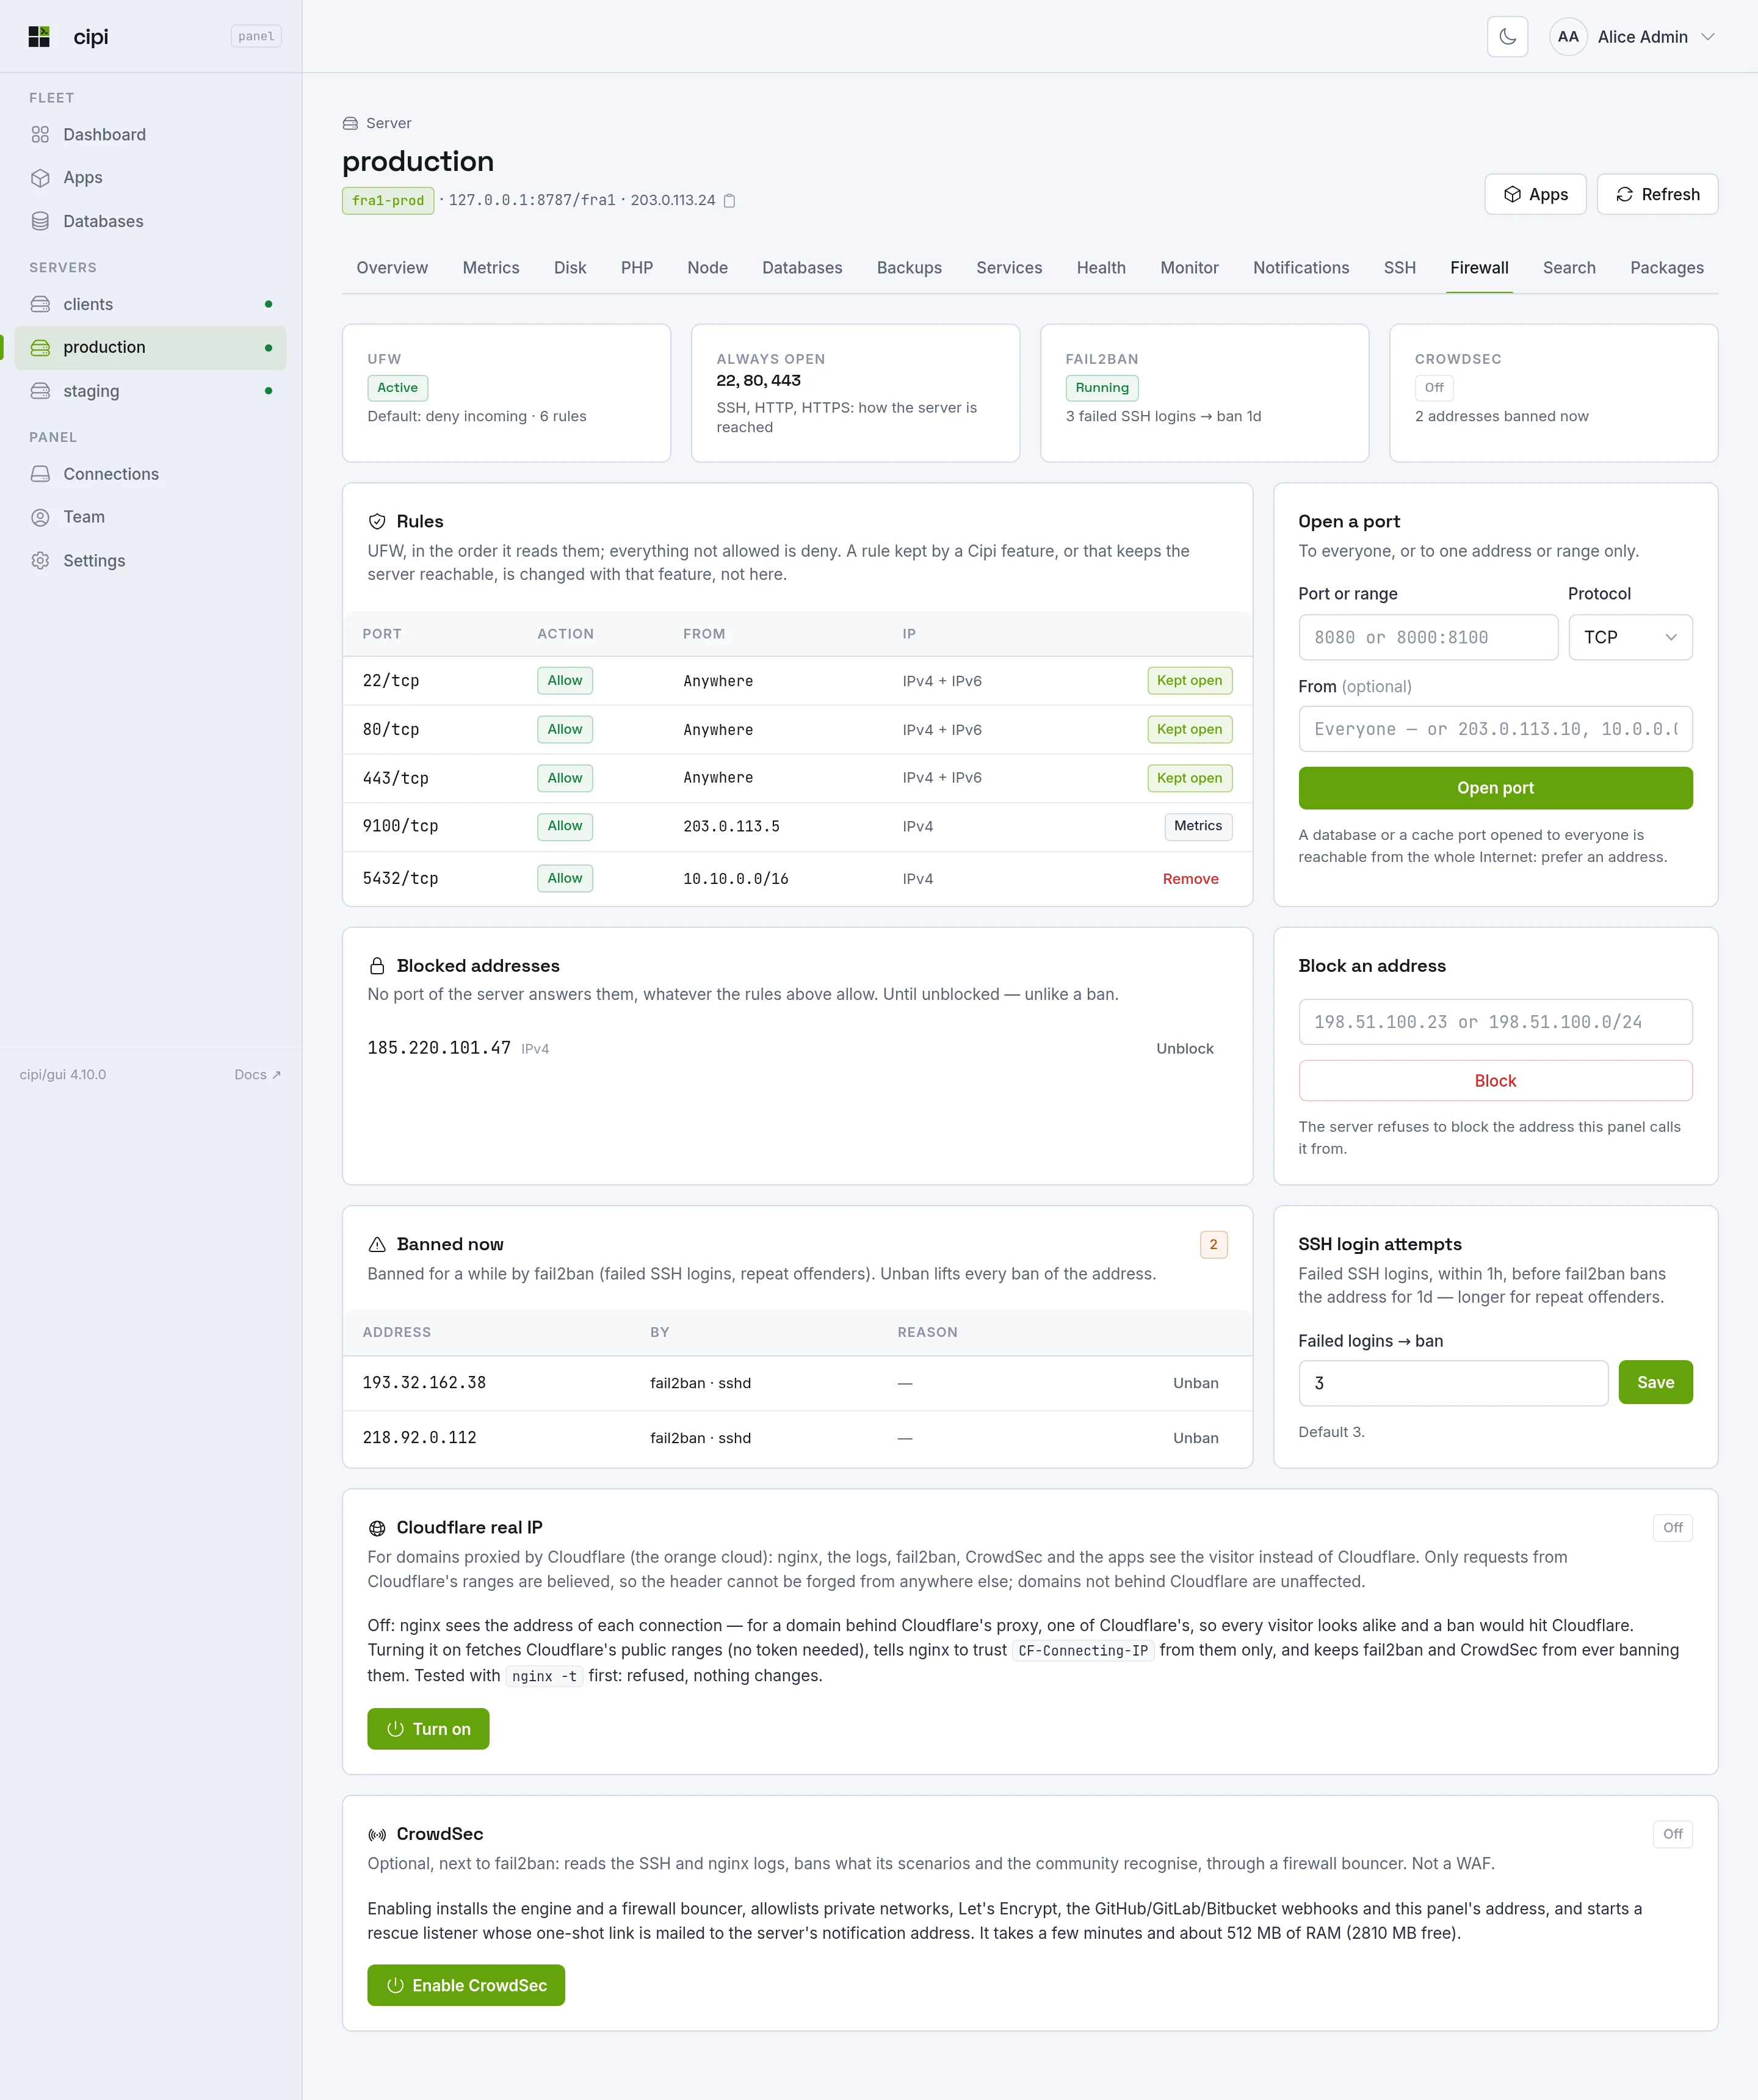 cipi
panel
AA
Alice Admin
FLEET
Dashboard
Apps
Databases
SERVERS
clients
production
staging
PANEL
Connections
Team
Settings
cipi/gui 4.10.0
Docs ↗
Server
production
fra1-prod · 127.0.0.1:8787/fra1 · 203.0.113.24
Apps
Refresh
Overview
Metrics
Disk
PHP
Node
Databases
Backups
Services
Health
Monitor
Notifications
SSH
Firewall
Search
Packages
UFW
Active
Default: deny incoming · 6 rules
ALWAYS OPEN
22, 80, 443
SSH, HTTP, HTTPS: how the server is
reached
FAIL2BAN
Running
3 failed SSH logins → ban 1d
CROWDSEC
Off
2 addresses banned now
Rules
UFW, in the order it reads them; everything not allowed is deny. A rule kept by a Cipi feature, or that keeps the
server reachable, is changed with that feature, not here.
PORT ACTION FROM IP
22/tcp Allow Anywhere IPv4 + IPv6 Kept open
80/tcp Allow Anywhere IPv4 + IPv6 Kept open
443/tcp Allow Anywhere IPv4 + IPv6 Kept open
9100/tcp Allow 203.0.113.5 IPv4 Metrics
5432/tcp Allow 10.10.0.0/16 IPv4 Remove
Open a port
To everyone, or to one address or range only.
Port or range
Protocol
8080 or 8000:8100
TCP
From (optional)
Everyone — or 203.0.113.10, 10.0.0.0
Open port
A database or a cache port opened to everyone is
reachable from the whole Internet: prefer an address.
Blocked addresses
No port of the server answers them, whatever the rules above allow. Until unblocked — unlike a ban.
185.220.101.47 IPv4 Unblock
Block an address
198.51.100.23 or 198.51.100.0/24
Block
The server refuses to block the address this panel calls
it from.
Banned now
2
Banned for a while by fail2ban (failed SSH logins, repeat offenders). Unban lifts every ban of the address.
ADDRESS BY REASON
193.32.162.38 fail2ban · sshd — Unban
218.92.0.112 fail2ban · sshd — Unban
SSH login attempts
Failed SSH logins, within 1h, before fail2ban bans
the address for 1d — longer for repeat offenders.
Failed logins → ban
3
Save
Default 3.
Cloudflare real IP
Off
For domains proxied by Cloudflare (the orange cloud): nginx, the logs, fail2ban, CrowdSec and the apps see the visitor instead of Cloudflare. Only requests from
Cloudflare's ranges are believed, so the header cannot be forged from anywhere else; domains not behind Cloudflare are unaffected.
Off: nginx sees the address of each connection — for a domain behind Cloudflare's proxy, one of Cloudflare's, so every visitor looks alike and a ban would hit Cloudflare.
Turning it on fetches Cloudflare's public ranges (no token needed), tells nginx to trust CF-Connecting-IP from them only, and keeps fail2ban and CrowdSec from ever banning
them. Tested with nginx -t first: refused, nothing changes.
Turn on
CrowdSec
Off
Optional, next to fail2ban: reads the SSH and nginx logs, bans what its scenarios and the community recognise, through a firewall bouncer. Not a WAF.
Enabling installs the engine and a firewall bouncer, allowlists private networks, Let's Encrypt, the GitHub/GitLab/Bitbucket webhooks and this panel's address, and starts a
rescue listener whose one-shot link is mailed to the server's notification address. It takes a few minutes and about 512 MB of RAM (2810 MB free).
Enable CrowdSec